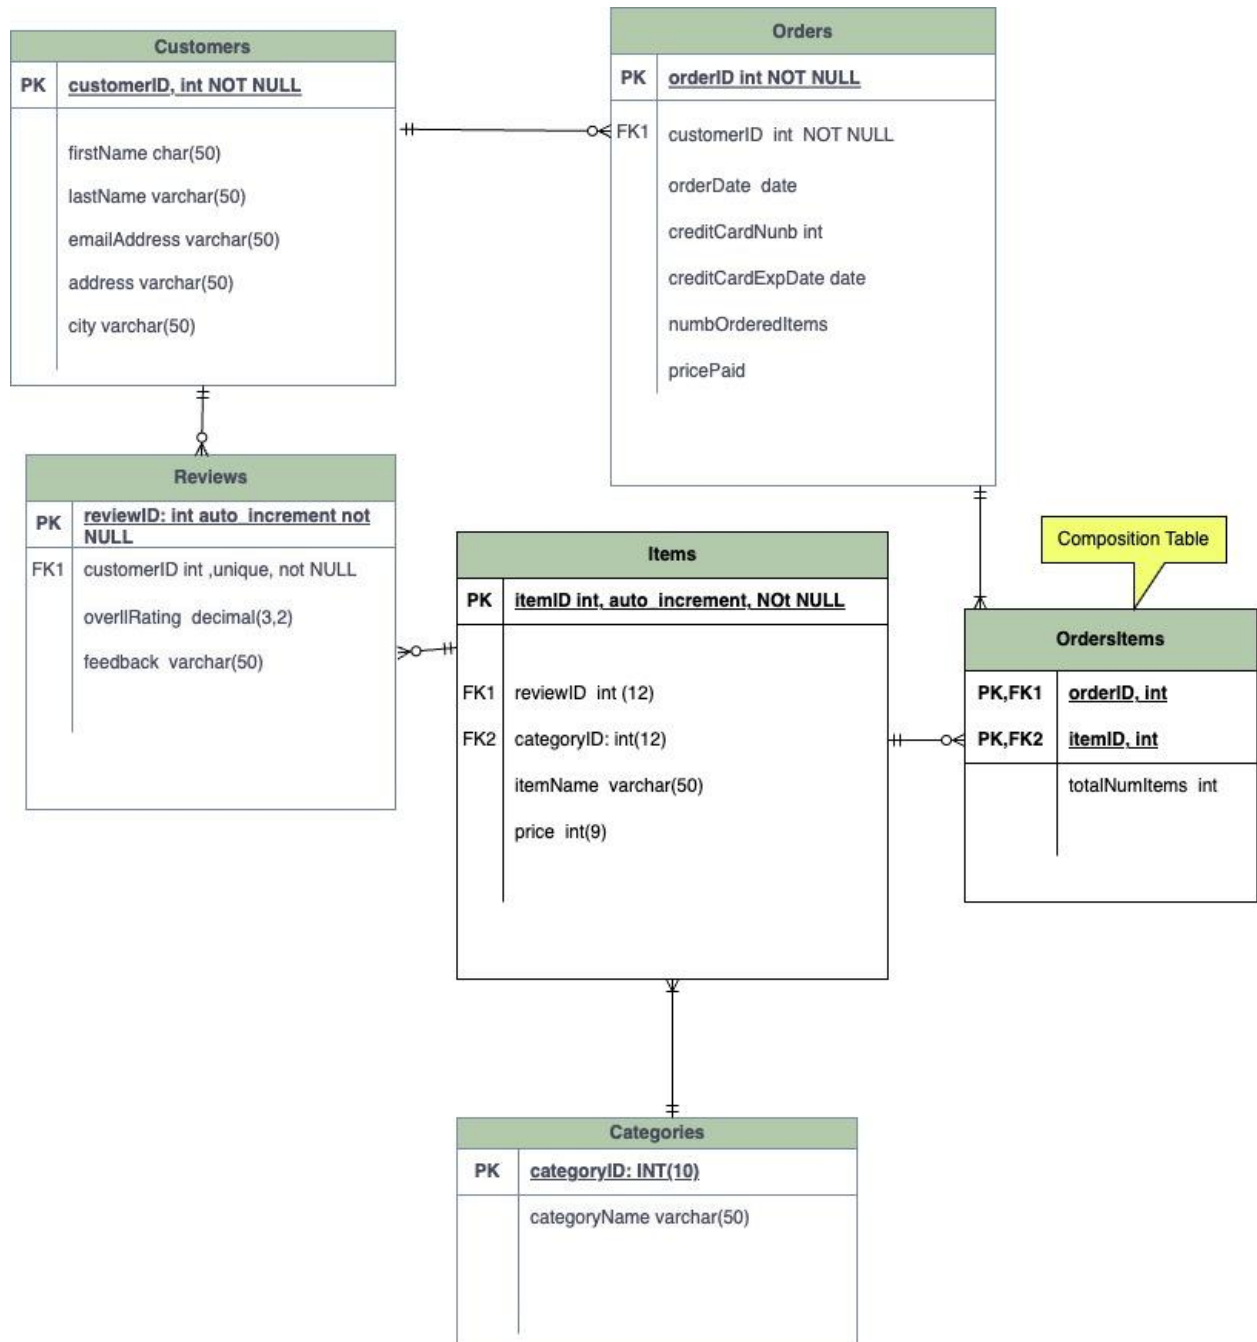 Customers
PK customerID, int NOT NULL
firstName char(50)
lastName varchar(50)
emailAddress varchar(50)
address varchar(50)
city varchar(50)
Orders
PK orderID int NOT NULL
FK1 customerID int NOT NULL
orderDate date
creditCardNunb int
creditCardExpDate date
numbOrderedItems
pricePaid
Reviews
PK reviewID: int auto_increment not
NULL
FK1 customerID int ,unique, not NULL
overllRating decimal(3,2)
feedback varchar(50)
Items
PK itemID int, auto_increment, NOt NULL
FK1 reviewID int (12)
FK2 categoryID: int(12)
itemName varchar(50)
price int(9)
Composition Table
OrdersItems
PK,FK1 orderID, int
PK,FK2 itemID, int
totalNumItems int
Categories
PK categoryID: INT(10)
categoryName varchar(50)